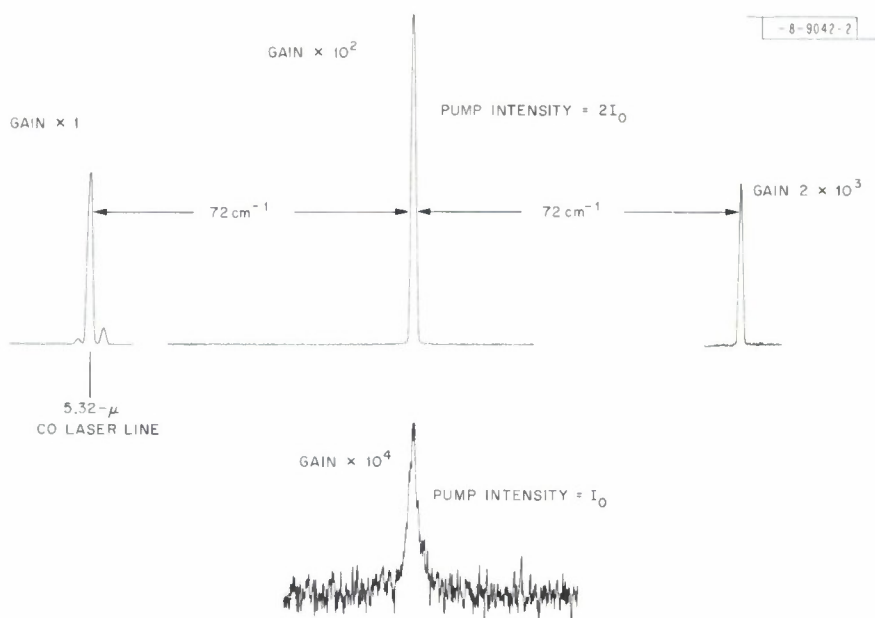 -8-9042-2
GAIN × 10²
GAIN × 1
PUMP INTENSITY = 2I₀
GAIN 2 × 10³
72 cm⁻¹
72 cm⁻¹
5.32-μ
CO LASER LINE
GAIN × 10⁴
PUMP INTENSITY = I₀